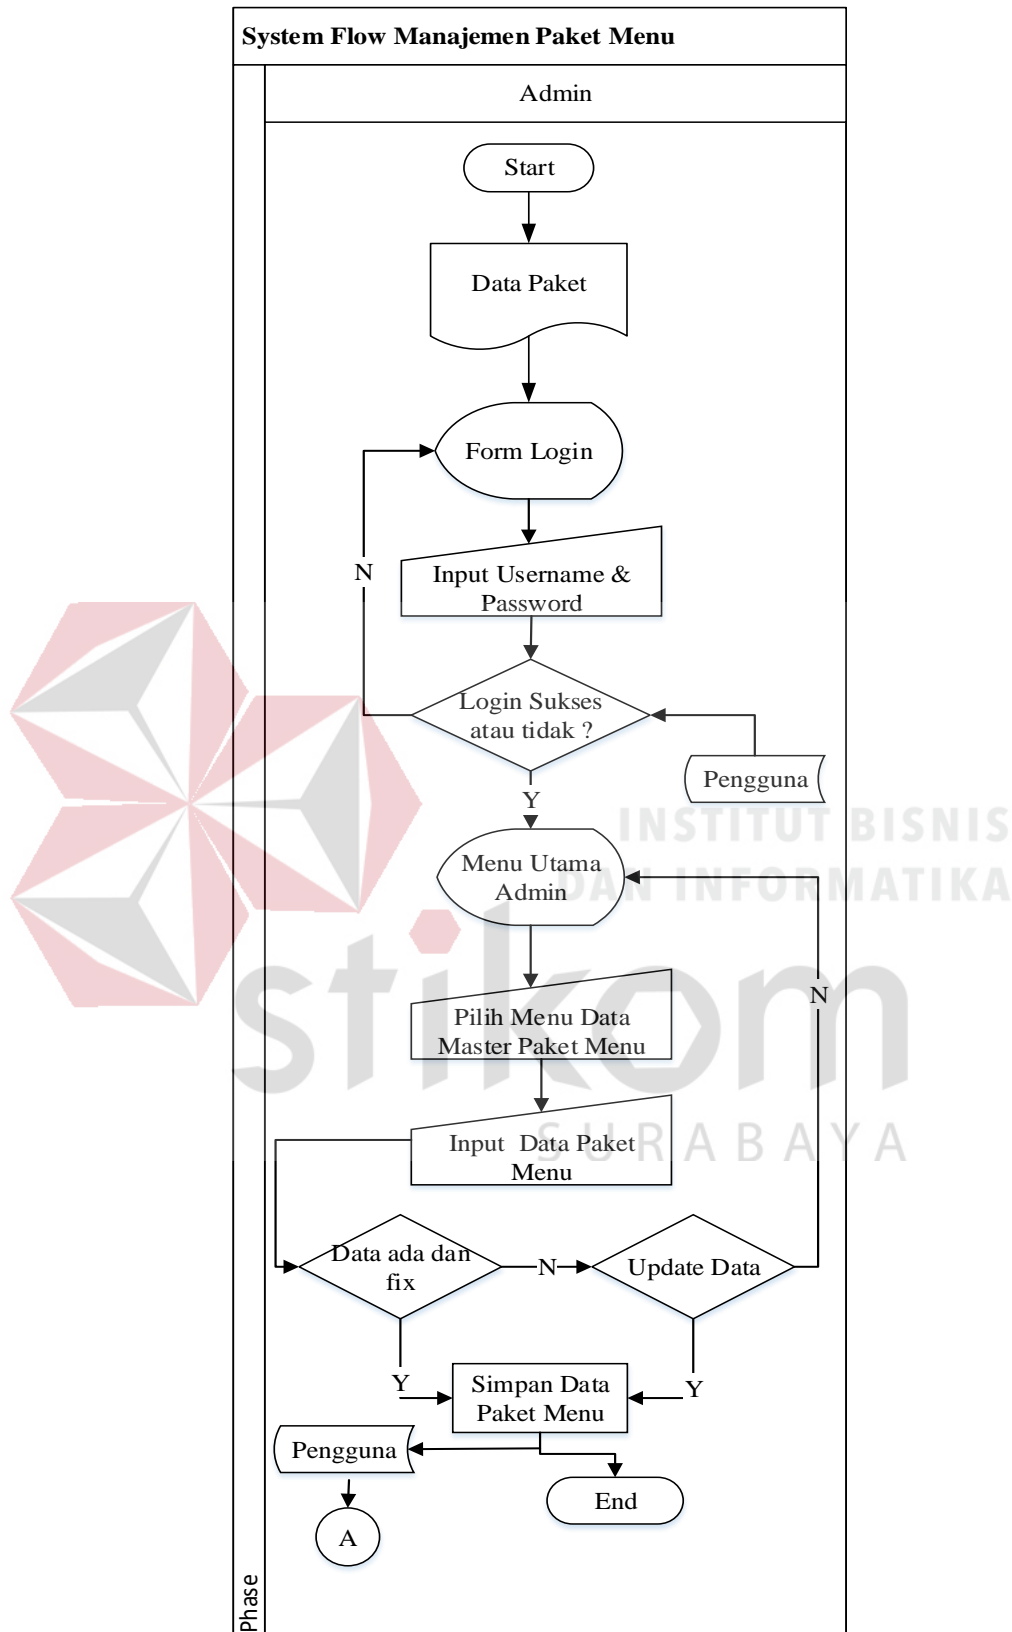 System Flow Manajemen Paket Menu
Admin
Start
Data Paket
Form Login
N
Input Username &
Password
Login Sukses
atau tidak ?
Pengguna
Y
INSTITUT BISNIS
DAN INFORMATIKA
Menu Utama
Admin
stikom
SURABAYA
N
Pilih Menu Data
Master Paket Menu
Input Data Paket
Menu
Data ada dan
fix
N
Update Data
Y
Simpan Data
Paket Menu
Y
Pengguna
End
A
Phase